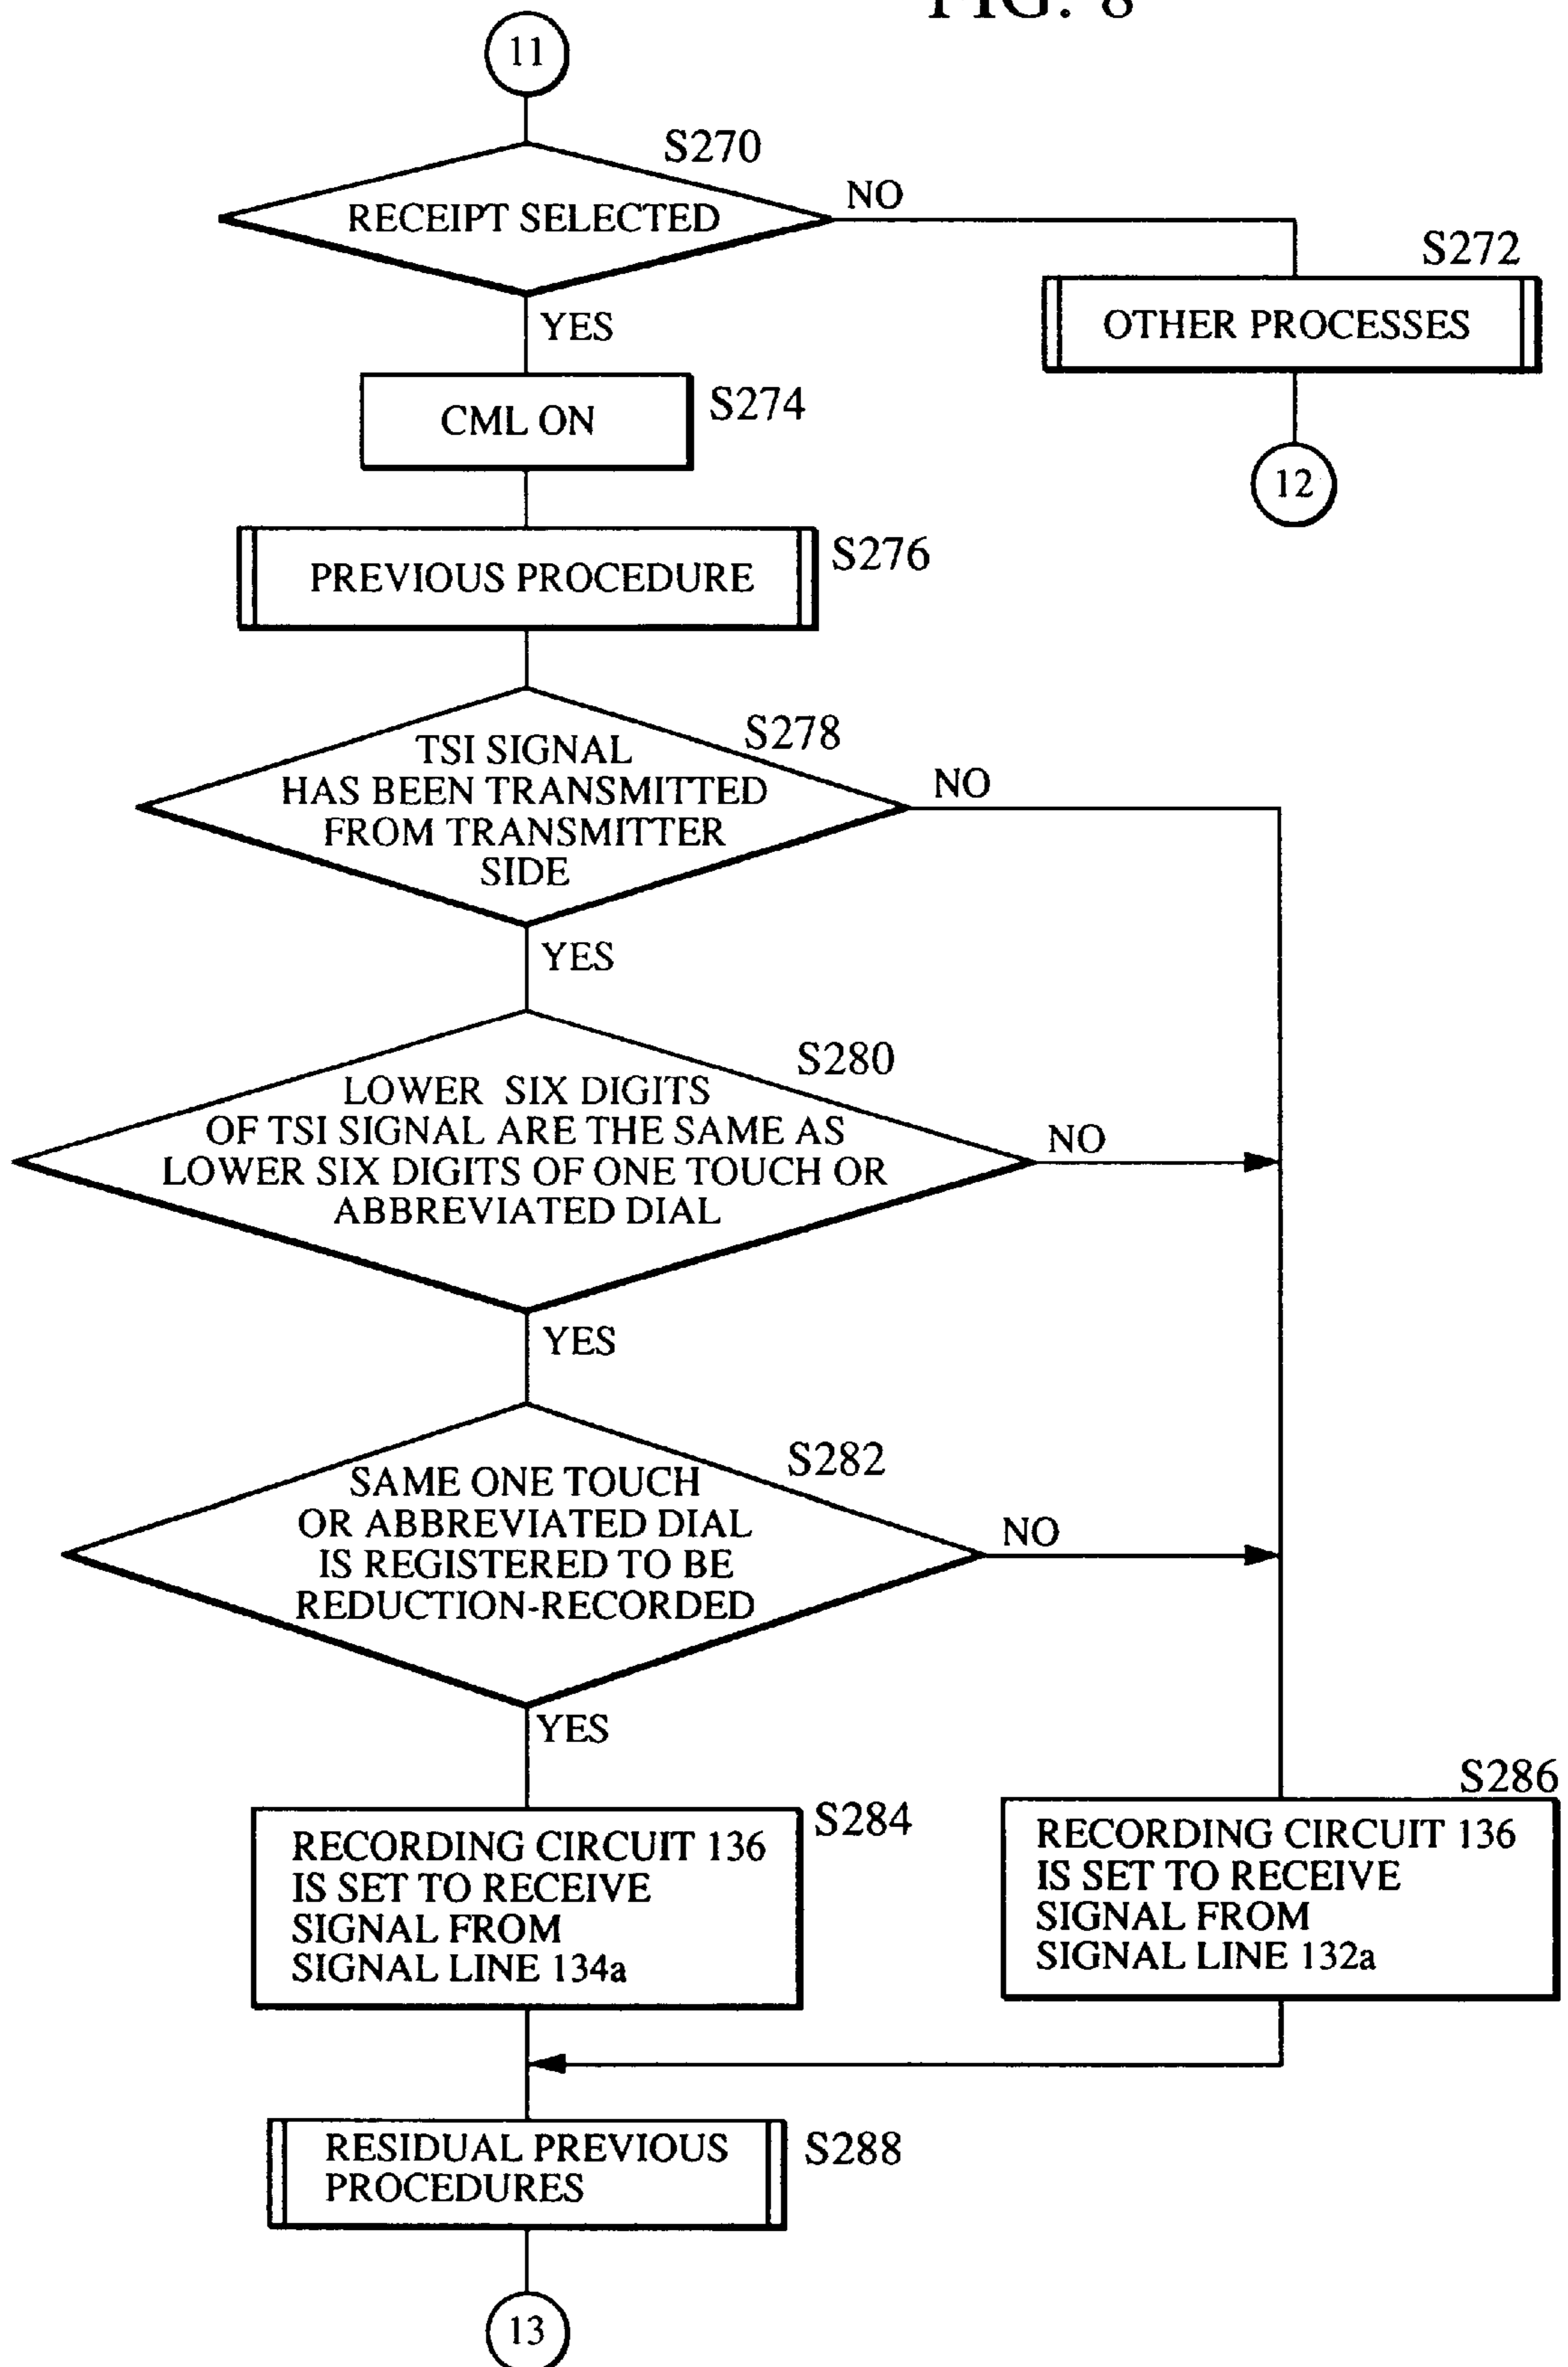 FIG. 8
11
S270
RECEIPT SELECTED
NO
S272
OTHER PROCESSES
12
YES
CML ON
S274
PREVIOUS PROCEDURE
S276
S278
TSI SIGNAL
HAS BEEN TRANSMITTED
FROM TRANSMITTER
SIDE
NO
YES
S280
LOWER SIX DIGITS
OF TSI SIGNAL ARE THE SAME AS
LOWER SIX DIGITS OF ONE TOUCH OR
ABBREVIATED DIAL
NO
YES
S282
SAME ONE TOUCH
OR ABBREVIATED DIAL
IS REGISTERED TO BE
REDUCTION-RECORDED
NO
YES
S284
RECORDING CIRCUIT 136
IS SET TO RECEIVE
SIGNAL FROM
SIGNAL LINE 134a
S286
RECORDING CIRCUIT 136
IS SET TO RECEIVE
SIGNAL FROM
SIGNAL LINE 132a
RESIDUAL PREVIOUS
PROCEDURES
S288
13